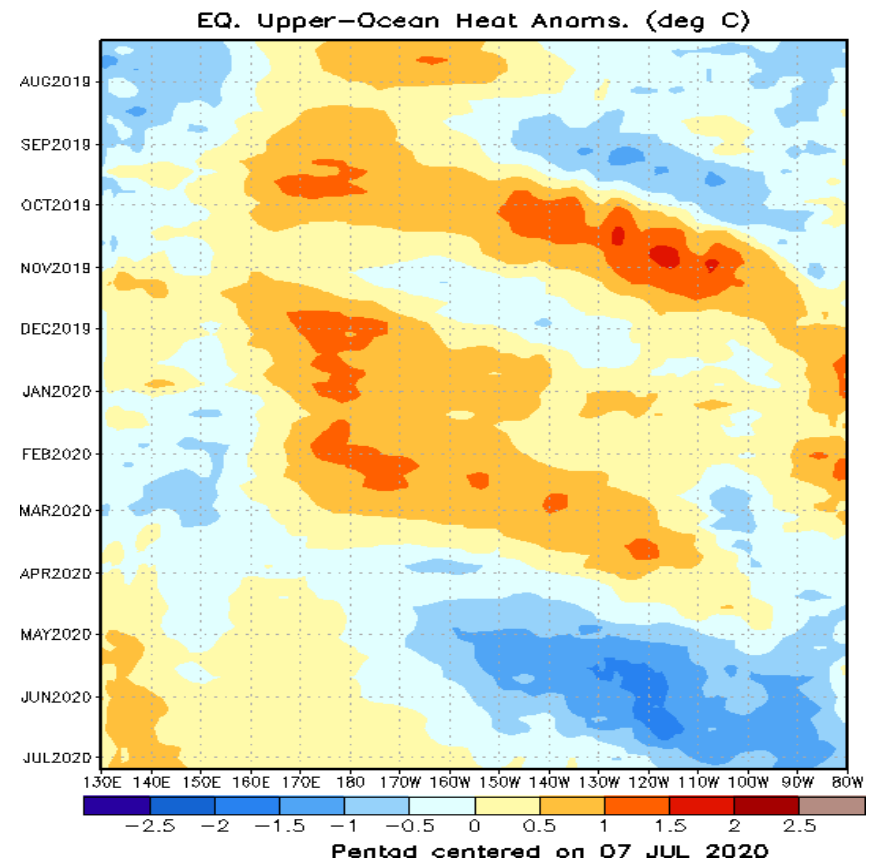 EQ. Upper-Ocean Heat Anoms. (deg C)
AUG2019
SEP2019
OCT2019
NOV2019
DEC2019
JAN2020
FEB2020
MAR2020
APR2020
MAY2020
JUN2020
JUL2020
130E 140E 150E 160E 170E 180 170W 160W 150W 140W 130W 120W 110W 100W 90W 80W
-2.5 -2 -1.5 -1 -0.5 0 0.5 1 1.5 2 2.5
Pentad centered on 07 JUL 2020